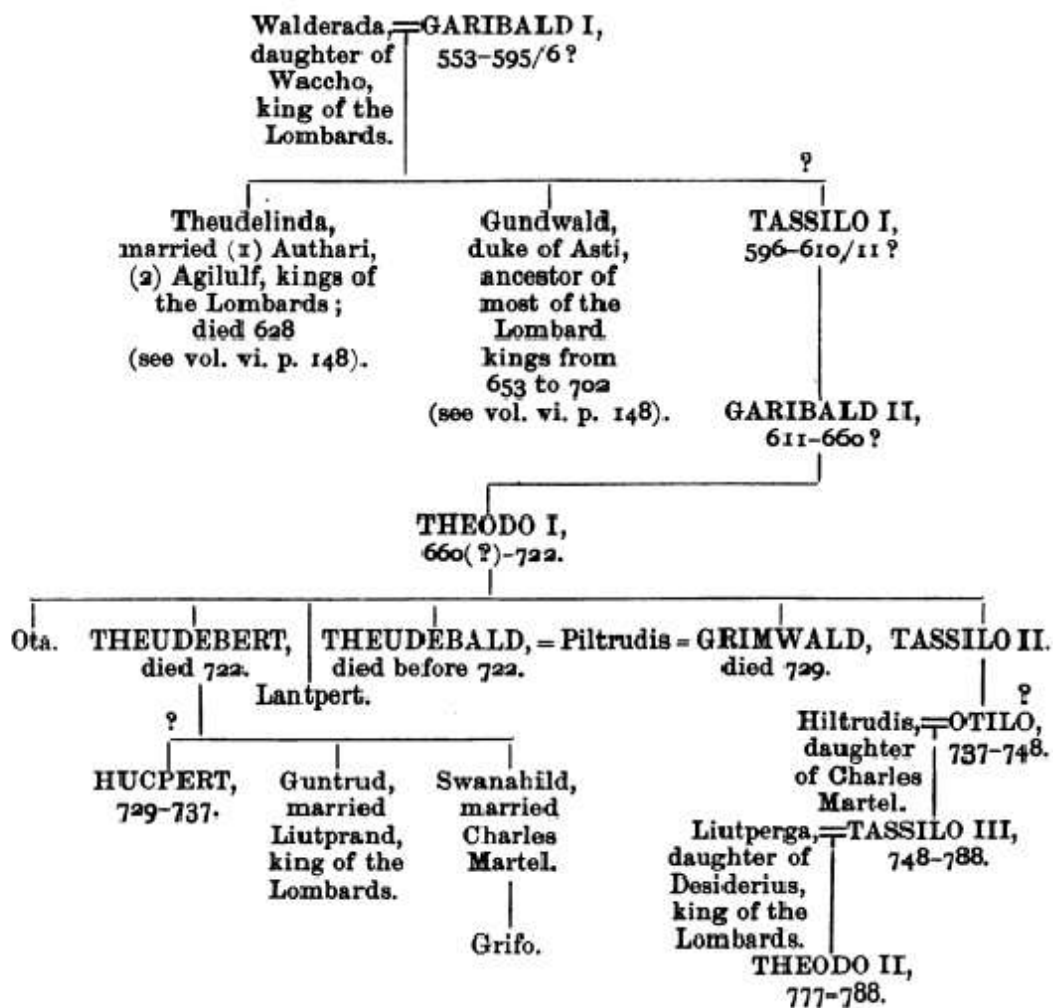 Walderada,=GARIBALD I,
daughter of 553–595/6?
Waccho,
king of the
Lombards.
?
Theudelinda,
married (1) Authari,
(2) Agilulf, kings of
the Lombards;
died 628
(see vol. vi. p. 148).
Gundwald,
duke of Asti,
ancestor of
most of the
Lombard
kings from
653 to 702
(see vol. vi. p. 148).
TASSILO I,
596–610/11?
GARIBALD II,
611–660?
THEODO I,
660(?)–722.
Ota. THEUDEBERT, THEUDEBALD, = Piltrudis = GRIMWALD, TASSILO II.
died 722. died before 722. died 729.
Lantpert.
?
HUCPERT,
729–737.
Guntrud,
married
Liutprand,
king of the
Lombards.
Swanahild,
married
Charles
Martel.
Grifo.
?
Hiltrudis,=OTILO,
daughter 737–748.
of Charles
Martel.
Liutperga,=TASSILO III,
daughter of 748–788.
Desiderius,
king of the
Lombards.
THEODO II,
777–788.